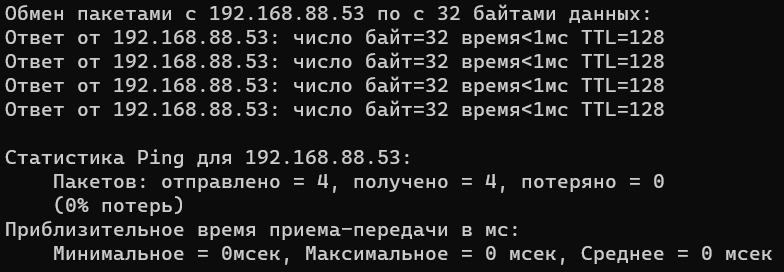 Обмен пакетами с 192.168.88.53 по с 32 байтами данных:
Ответ от 192.168.88.53: число байт=32 время<1мс TTL=128
Ответ от 192.168.88.53: число байт=32 время<1мс TTL=128
Ответ от 192.168.88.53: число байт=32 время<1мс TTL=128
Ответ от 192.168.88.53: число байт=32 время<1мс TTL=128
Статистика Ping для 192.168.88.53:
Пакетов: отправлено = 4, получено = 4, потеряно = 0
(0% потерь)
Приблизительное время приема-передачи в мс:
Минимальное = 0мсек, Максимальное = 0 мсек, Среднее = 0 мсек